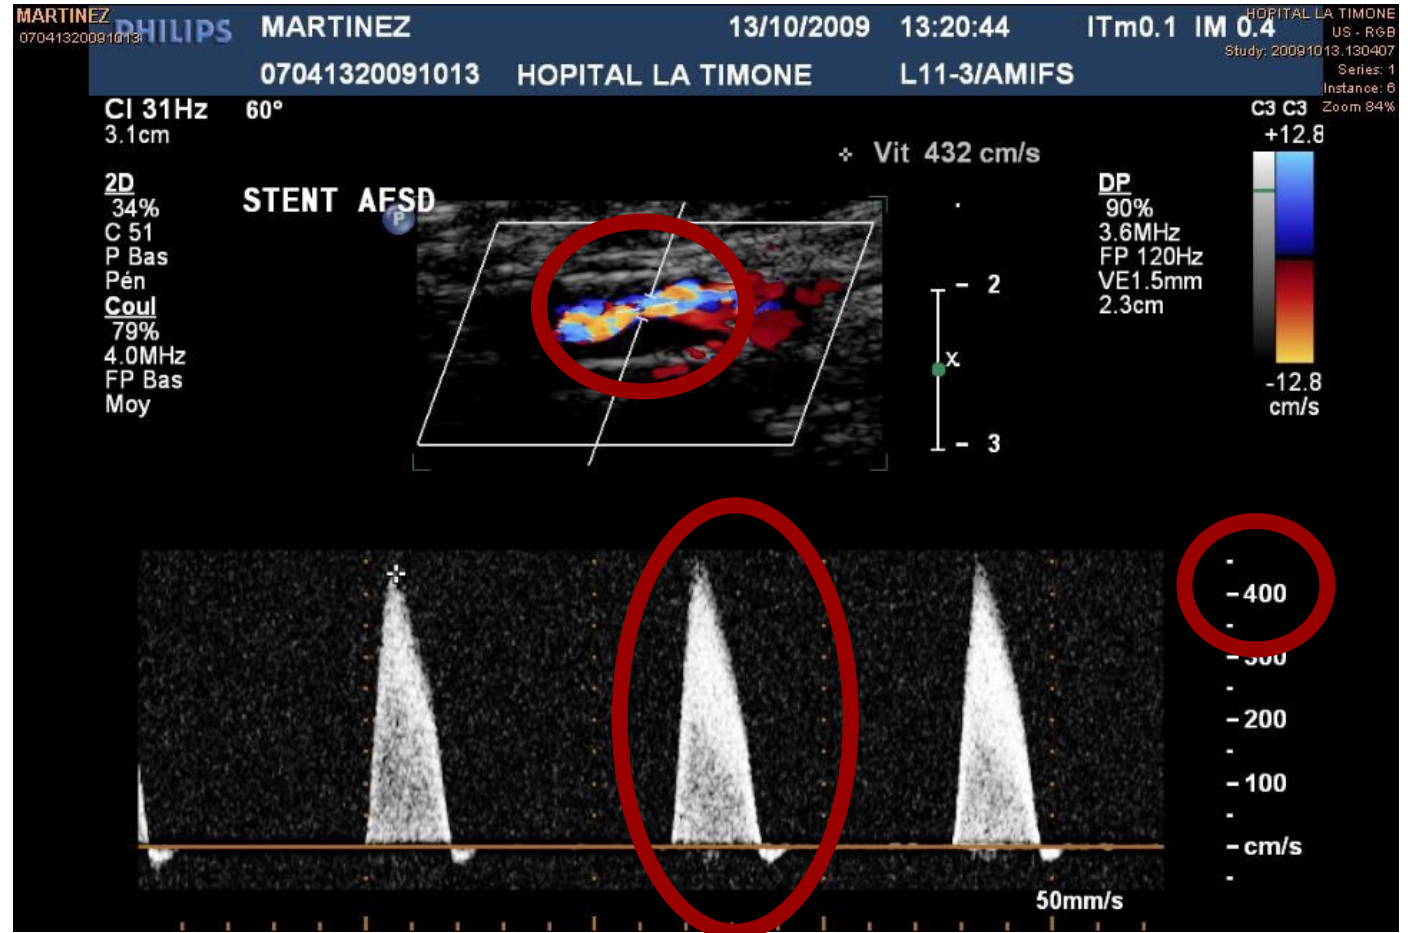 MARTINEZ
07041320091013
PHILIPS
MARTINEZ
13/10/2009
13:20:44
ITm0.1 IM 0.4
HOPITAL LA TIMONE
US - RGB
Study: 20091013.130407
Series: 1
Instance: 6
Zoom 84%
07041320091013
HOPITAL LA TIMONE
L11-3/AMIFS
CI 31Hz
60°
3.1cm
C3 C3
+12.8
Vit 432 cm/s
2D
34%
C 51
P Bas
Pén
Coul
79%
4.0MHz
FP Bas
Moy
STENT AFSD
P
2
x
3
DP
90%
3.6MHz
FP 120Hz
VE1.5mm
2.3cm
-12.8
cm/s
400
300
200
100
cm/s
50mm/s